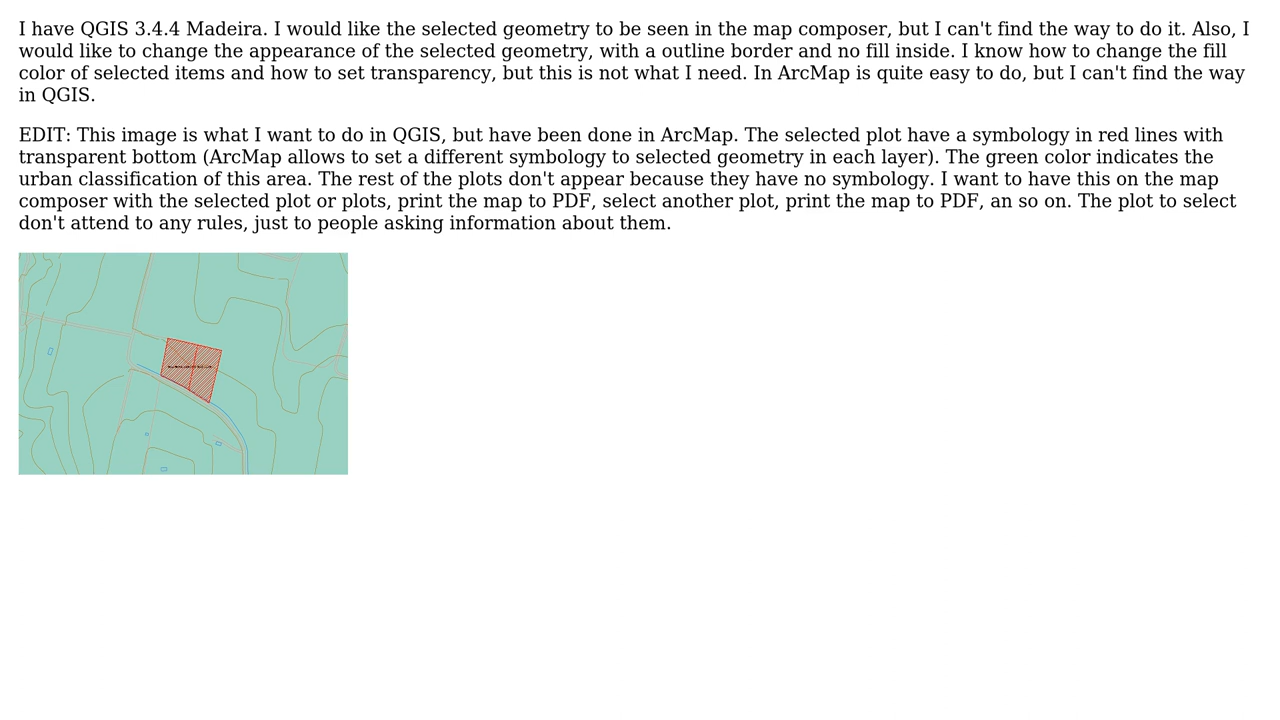 I have QGIS 3.4.4 Madeira. I would like the selected geometry to be seen in the map composer, but I can't find the way to do it. Also, I
would like to change the appearance of the selected geometry, with a outline border and no fill inside. I know how to change the fill
color of selected items and how to set transparency, but this is not what I need. In ArcMap is quite easy to do, but I can't find the way
in QGIS.
EDIT: This image is what I want to do in QGIS, but have been done in ArcMap. The selected plot have a symbology in red lines with
transparent bottom (ArcMap allows to set a different symbology to selected geometry in each layer). The green color indicates the
urban classification of this area. The rest of the plots don't appear because they have no symbology. I want to have this on the map
composer with the selected plot or plots, print the map to PDF, select another plot, print the map to PDF, an so on. The plot to select
don't attend to any rules, just to people asking information about them.